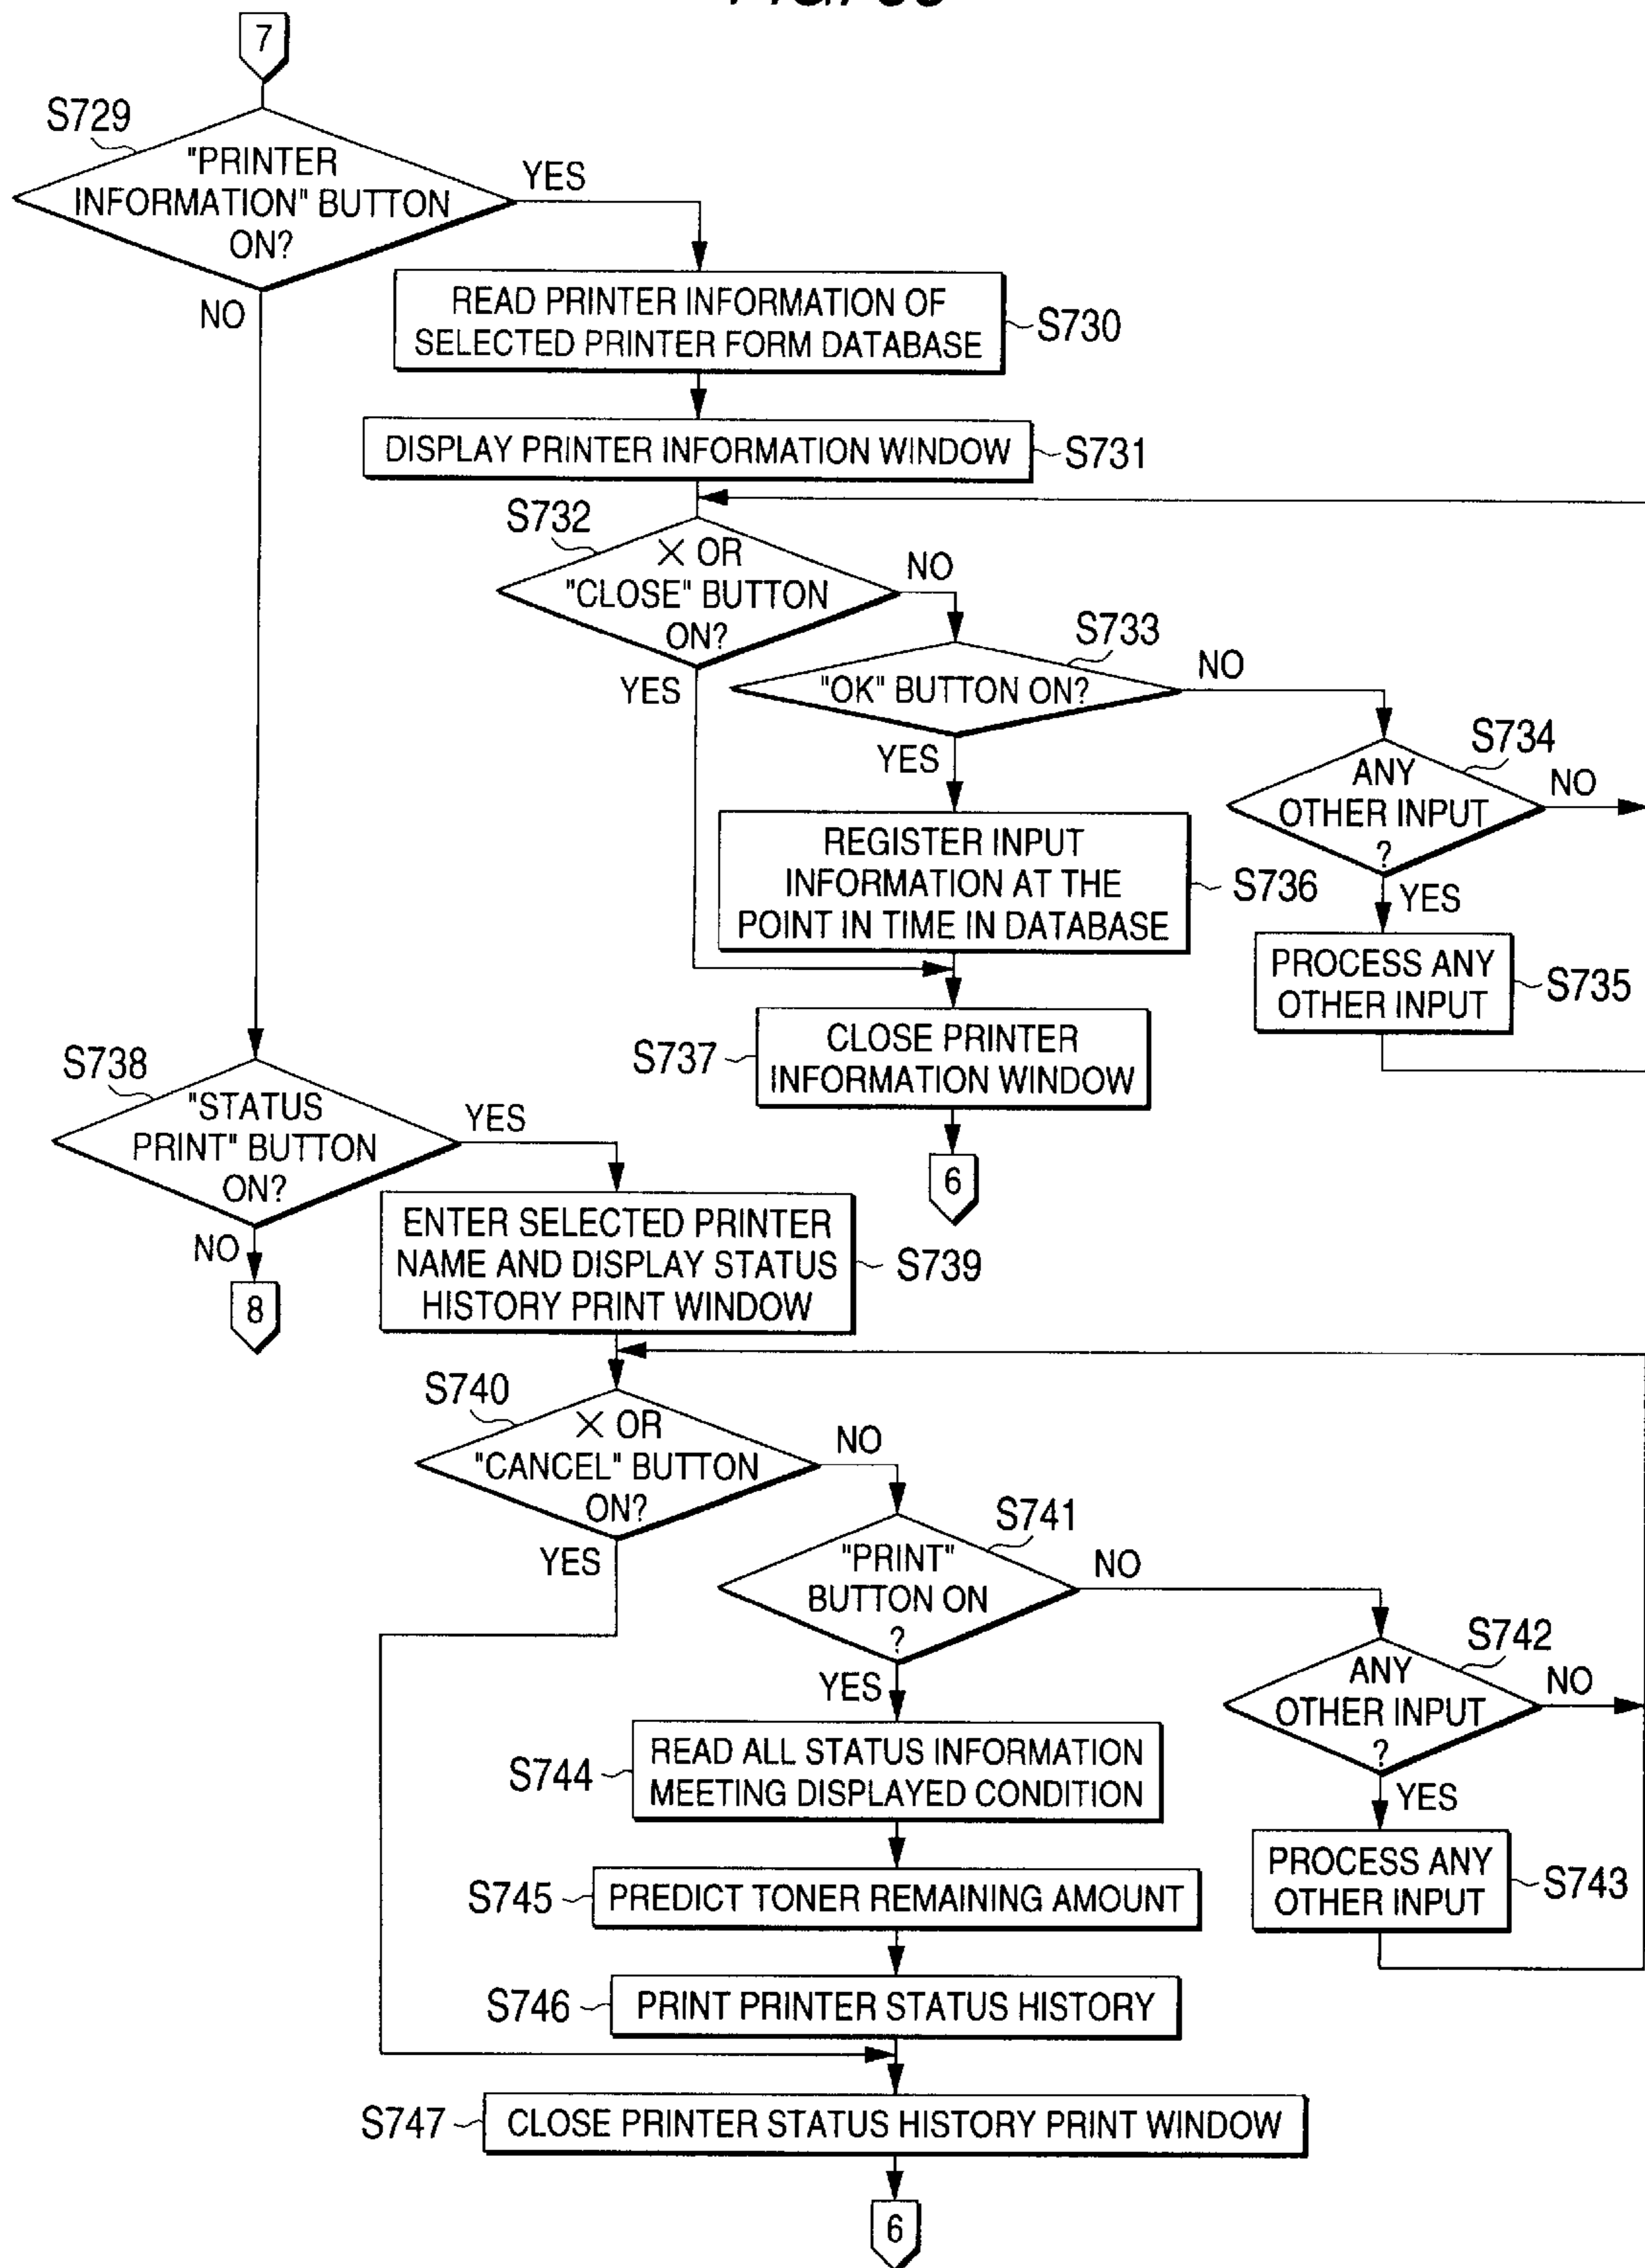 7
S729
"PRINTER
INFORMATION" BUTTON
ON?
YES
NO
READ PRINTER INFORMATION OF
SELECTED PRINTER FORM DATABASE
S730
DISPLAY PRINTER INFORMATION WINDOW
S731
S732
X OR
"CLOSE" BUTTON
ON?
NO
YES
S733
"OK" BUTTON ON?
NO
YES
S734
ANY
OTHER INPUT
?
NO
YES
REGISTER INPUT
INFORMATION AT THE
POINT IN TIME IN DATABASE
S736
PROCESS ANY
OTHER INPUT
S735
S737
CLOSE PRINTER
INFORMATION WINDOW
6
S738
"STATUS
PRINT" BUTTON
ON?
YES
NO
8
ENTER SELECTED PRINTER
NAME AND DISPLAY STATUS
HISTORY PRINT WINDOW
S739
S740
X OR
"CANCEL" BUTTON
ON?
NO
YES
S741
"PRINT"
BUTTON ON
?
NO
YES
S742
ANY
OTHER INPUT
?
NO
YES
S744
READ ALL STATUS INFORMATION
MEETING DISPLAYED CONDITION
PROCESS ANY
OTHER INPUT
S743
S745
PREDICT TONER REMAINING AMOUNT
S746
PRINT PRINTER STATUS HISTORY
S747
CLOSE PRINTER STATUS HISTORY PRINT WINDOW
6